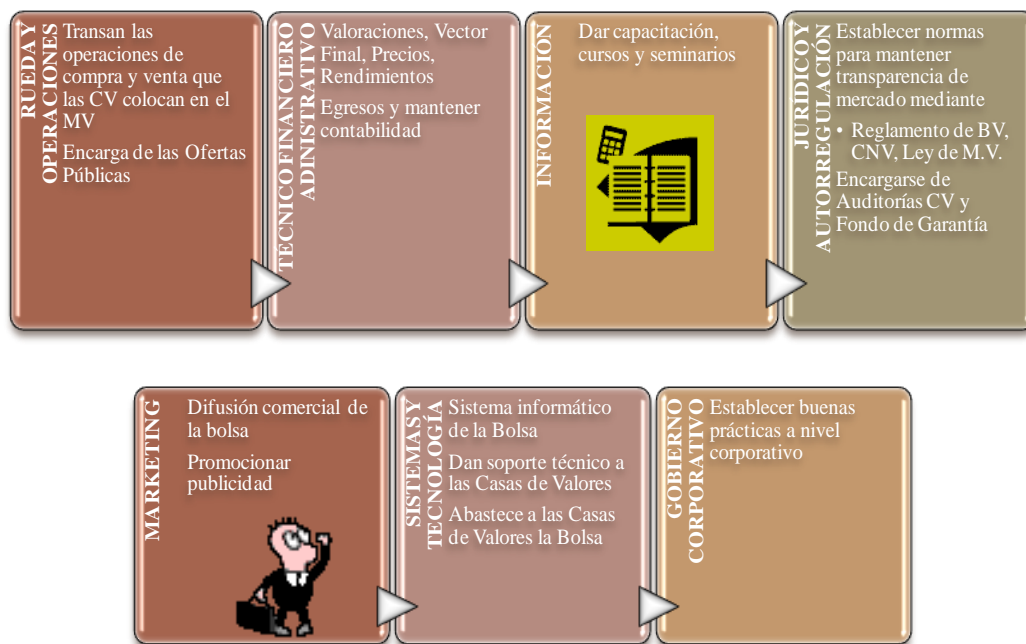 RUEDA Y
OPERACIONES
Transan las
operaciones de
compra y venta que
las CV colocan en el
MV
Encarga de las Ofertas
Públicas
TECNICO FINANCIERO
ADINISTRATIVO
Valoraciones, Vector
Final, Precios,
Rendimientos
Egresos y mantener
contabilidad
INFORMACIÓN
Dar capacitación,
cursos y seminarios
JURIDICO Y
AUTORREGULACIÓN
Establecer normas
para mantener
transparencia de
mercado mediante
• Reglamento de BV,
CNV, Ley de M.V.
Encargarse de
Auditorías CV y
Fondo de Garantía
MARKETING
Difusión comercial de
la bolsa
Promocionar
publicidad
SISTEMAS Y
TECNOLOGÍA
Sistema informático
de la Bolsa
Dan soporte técnico a
las Casas de Valores
Abastece a las Casas
de Valores la Bolsa
GOBIERNO
CORPORATIVO
Establecer buenas
prácticas a nivel
corporativo